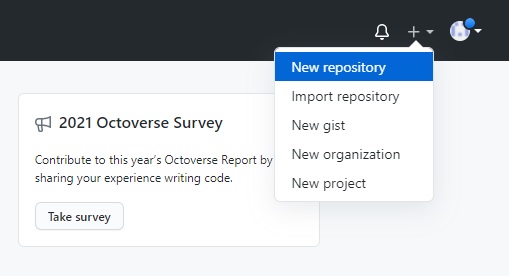 New repository
Import repository
New gist
New organization
New project
2021 Octoverse Survey
Contribute to this year's Octoverse Report by
sharing your experience writing code.
Take survey